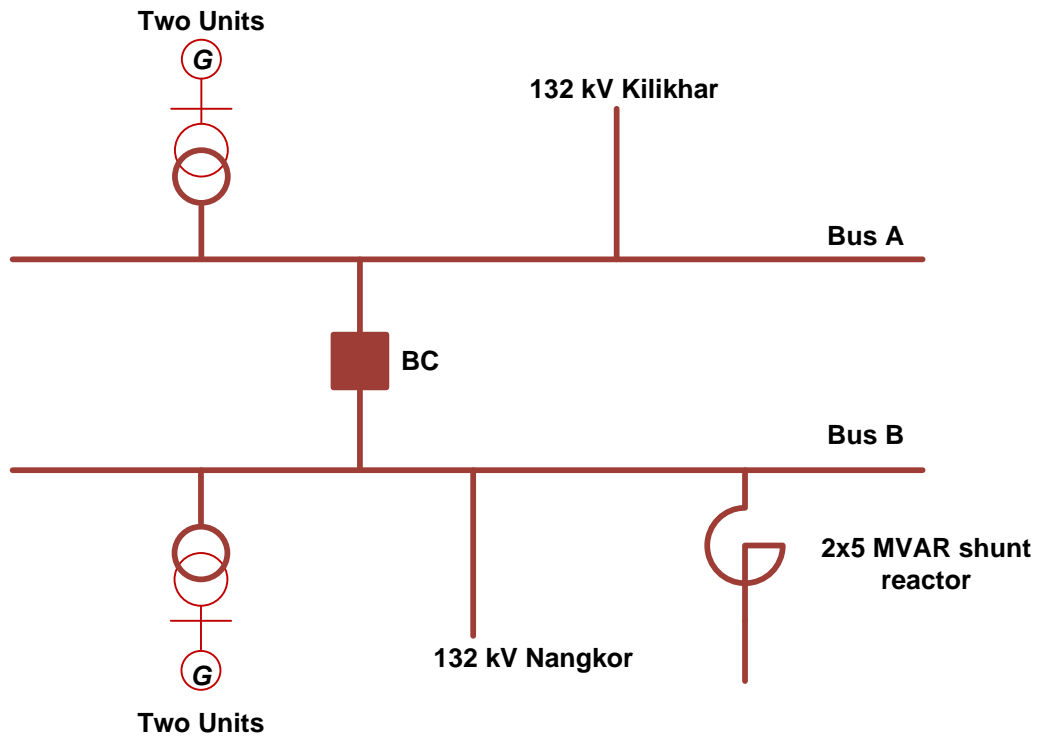 Two Units
G
132 kV Kilikhar
Bus A
BC
Bus B
2x5 MVAR shunt
reactor
132 kV Nangkor
G
Two Units